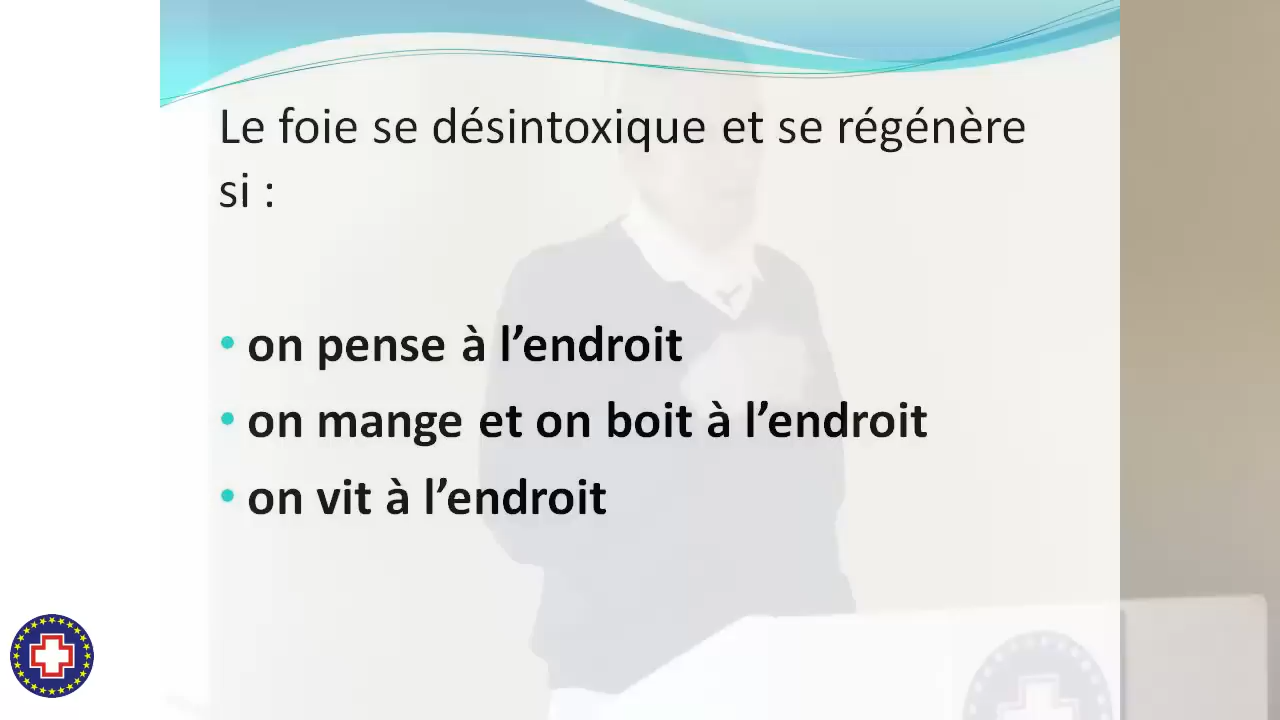 Le foie se désintoxique et se régénère
si :
• on pense à l’endroit
• on mange et on boit à l’endroit
• on vit à l’endroit